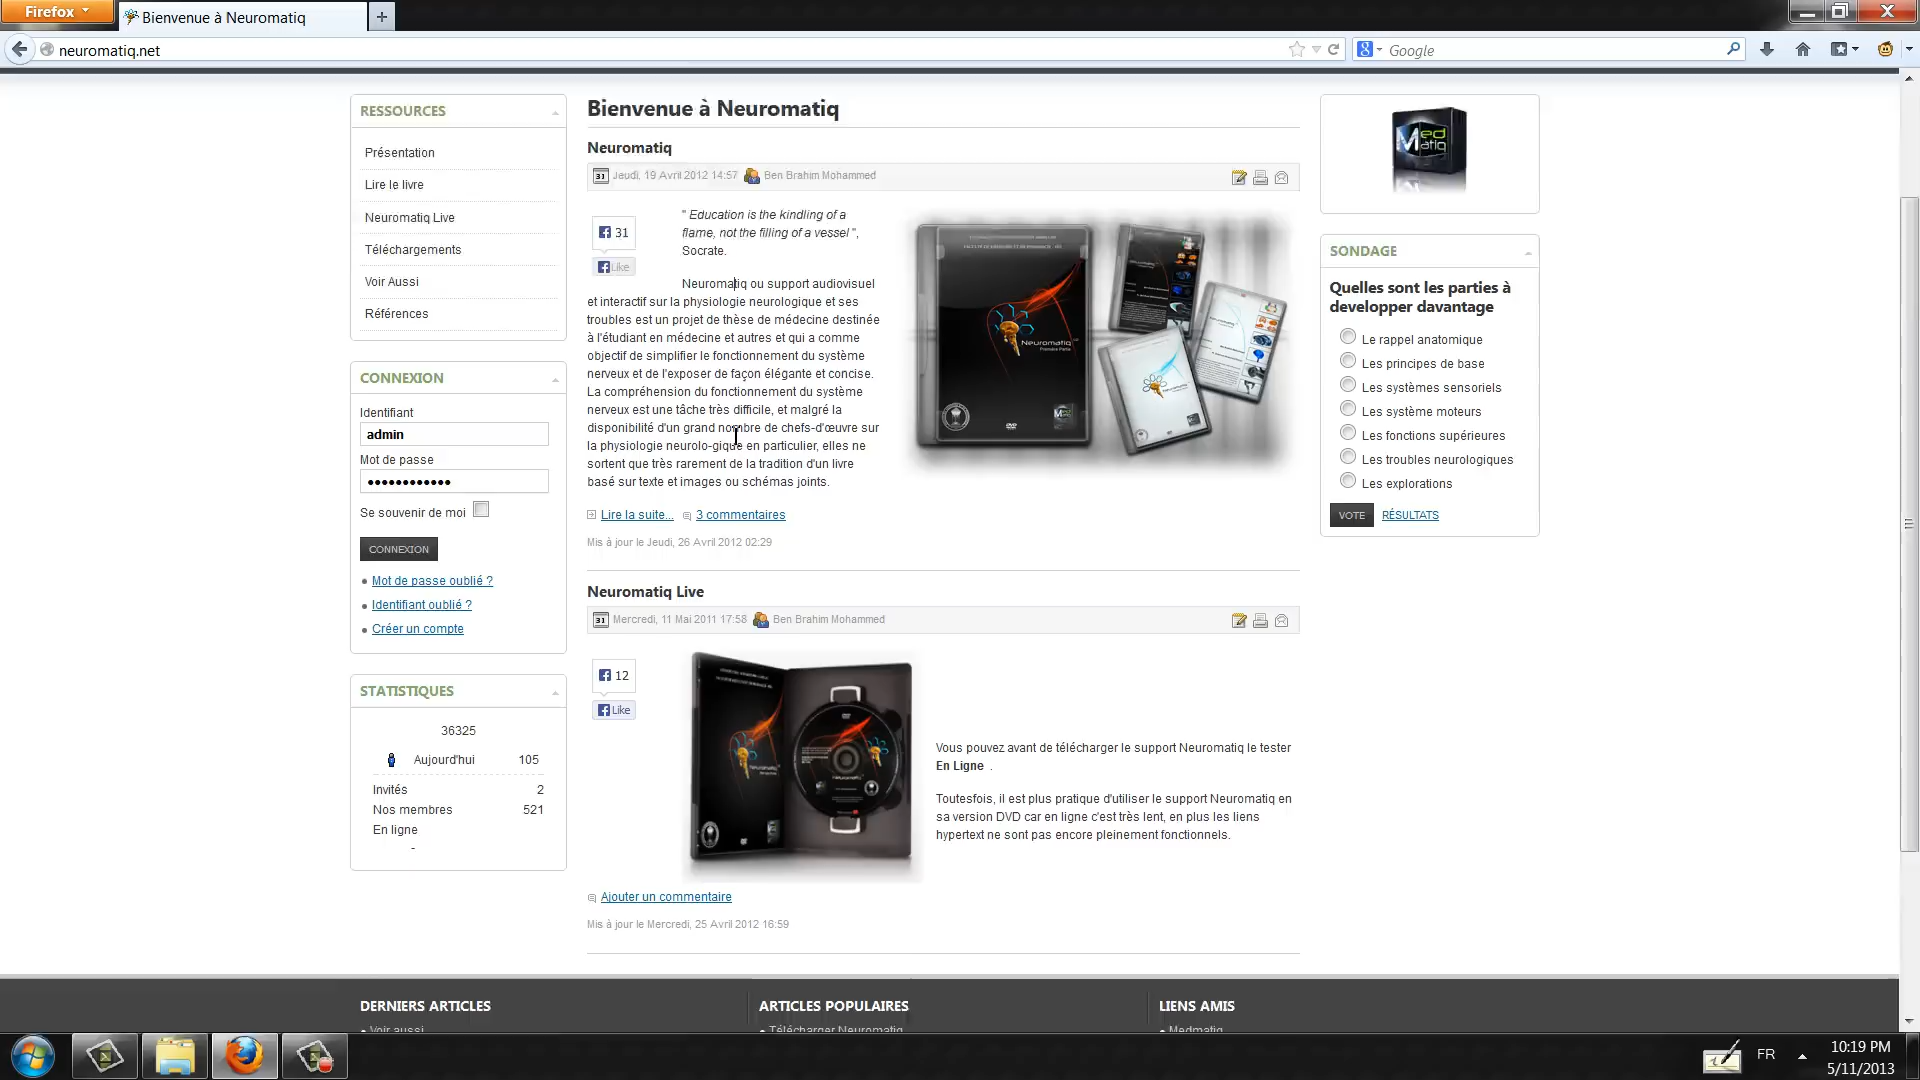 Firefox
Bienvenue à Neuromatiq
neuromatiq.net
Google
RESSOURCES
Présentation
Lire le livre
Neuromatiq Live
Téléchargements
Voir Aussi
Références
CONNEXION
Identifiant
admin
Mot de passe
••••••••••••
Se souvenir de moi
CONNEXION
Mot de passe oublié ?
Identifiant oublié ?
Créer un compte
STATISTIQUES
36325
Aujourd'hui 105
Invités 2
Nos membres 521
En ligne
-
Bienvenue à Neuromatiq
Neuromatiq
31 Jeudi, 19 Avril 2012 14:57 Ben Brahim Mohammed
31
Like
" Education is the kindling of a
flame, not the filling of a vessel ",
Socrate.
Neuromatiq ou support audiovisuel
et interactif sur la physiologie neurologique et ses
troubles est un projet de thèse de médecine destinée
à l'étudiant en médecine et autres et qui a comme
objectif de simplifier le fonctionnement du système
nerveux et de l'exposer de façon élégante et concise.
La compréhension du fonctionnement du système
nerveux est une tâche très difficile, et malgré la
disponibilité d'un grand nombre de chefs-d'œuvre sur
la physiologie neurolo-gique en particulier, elles ne
sortent que très rarement de la tradition d'un livre
basé sur texte et images ou schémas joints.
Neuromatiq
Première Partie
Lire la suite... 3 commentaires
Mis à jour le Jeudi, 26 Avril 2012 02:29
Neuromatiq Live
31 Mercredi, 11 Mai 2011 17:58 Ben Brahim Mohammed
12
Like
Vous pouvez avant de télécharger le support Neuromatiq le tester
En Ligne .
Toutesfois, il est plus pratique d'utiliser le support Neuromatiq en
sa version DVD car en ligne c'est très lent, en plus les liens
hypertext ne sont pas encore pleinement fonctionnels.
Ajouter un commentaire
Mis à jour le Mercredi, 25 Avril 2012 16:59
Med
Matiq
SONDAGE
Quelles sont les parties à
developper davantage
Le rappel anatomique
Les principes de base
Les systèmes sensoriels
Les système moteurs
Les fonctions supérieures
Les troubles neurologiques
Les explorations
VOTE RÉSULTATS
DERNIERS ARTICLES
Voir aussi
ARTICLES POPULAIRES
Télécharger Neuromatiq
LIENS AMIS
Medmatiq
FR
10:19 PM
5/11/2013